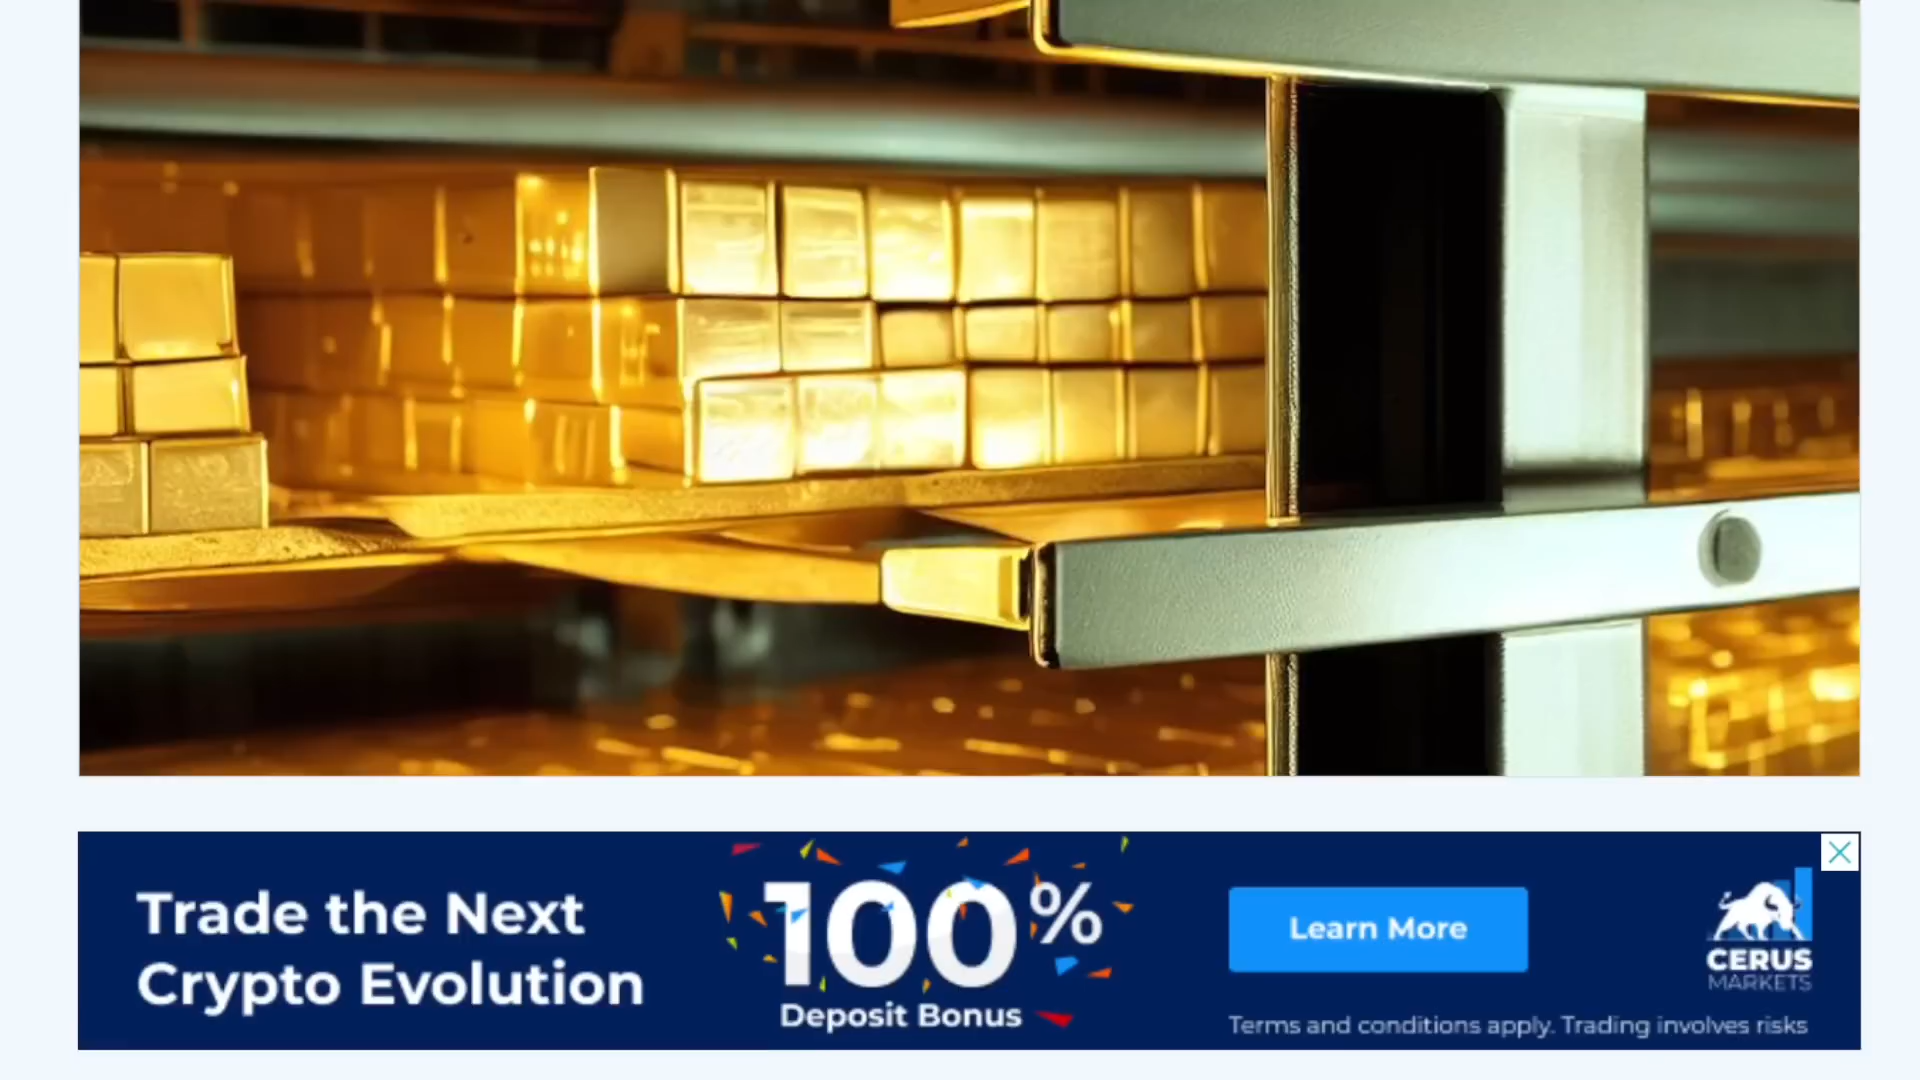 Trade the Next
Crypto Evolution
100%
Deposit Bonus
Learn More
Terms and conditions apply. Trading involves risks
CERUS
MARKETS